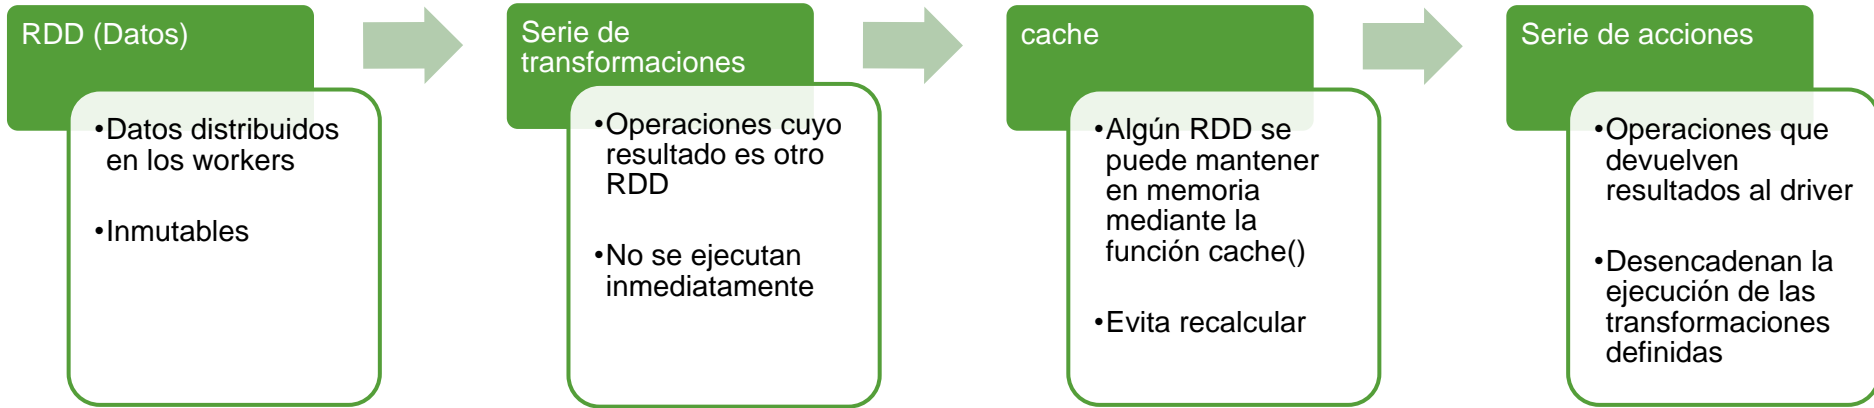 RDD (Datos)
•Datos distribuidos
en los workers
•Inmutables
Serie de
transformaciones
•Operaciones cuyo
resultado es otro
RDD
•No se ejecutan
inmediatamente
cache
•Algún RDD se
puede mantener
en memoria
mediante la
función cache()
•Evita recalcular
Serie de acciones
•Operaciones que
devuelven
resultados al driver
•Desencadenan la
ejecución de las
transformaciones
definidas